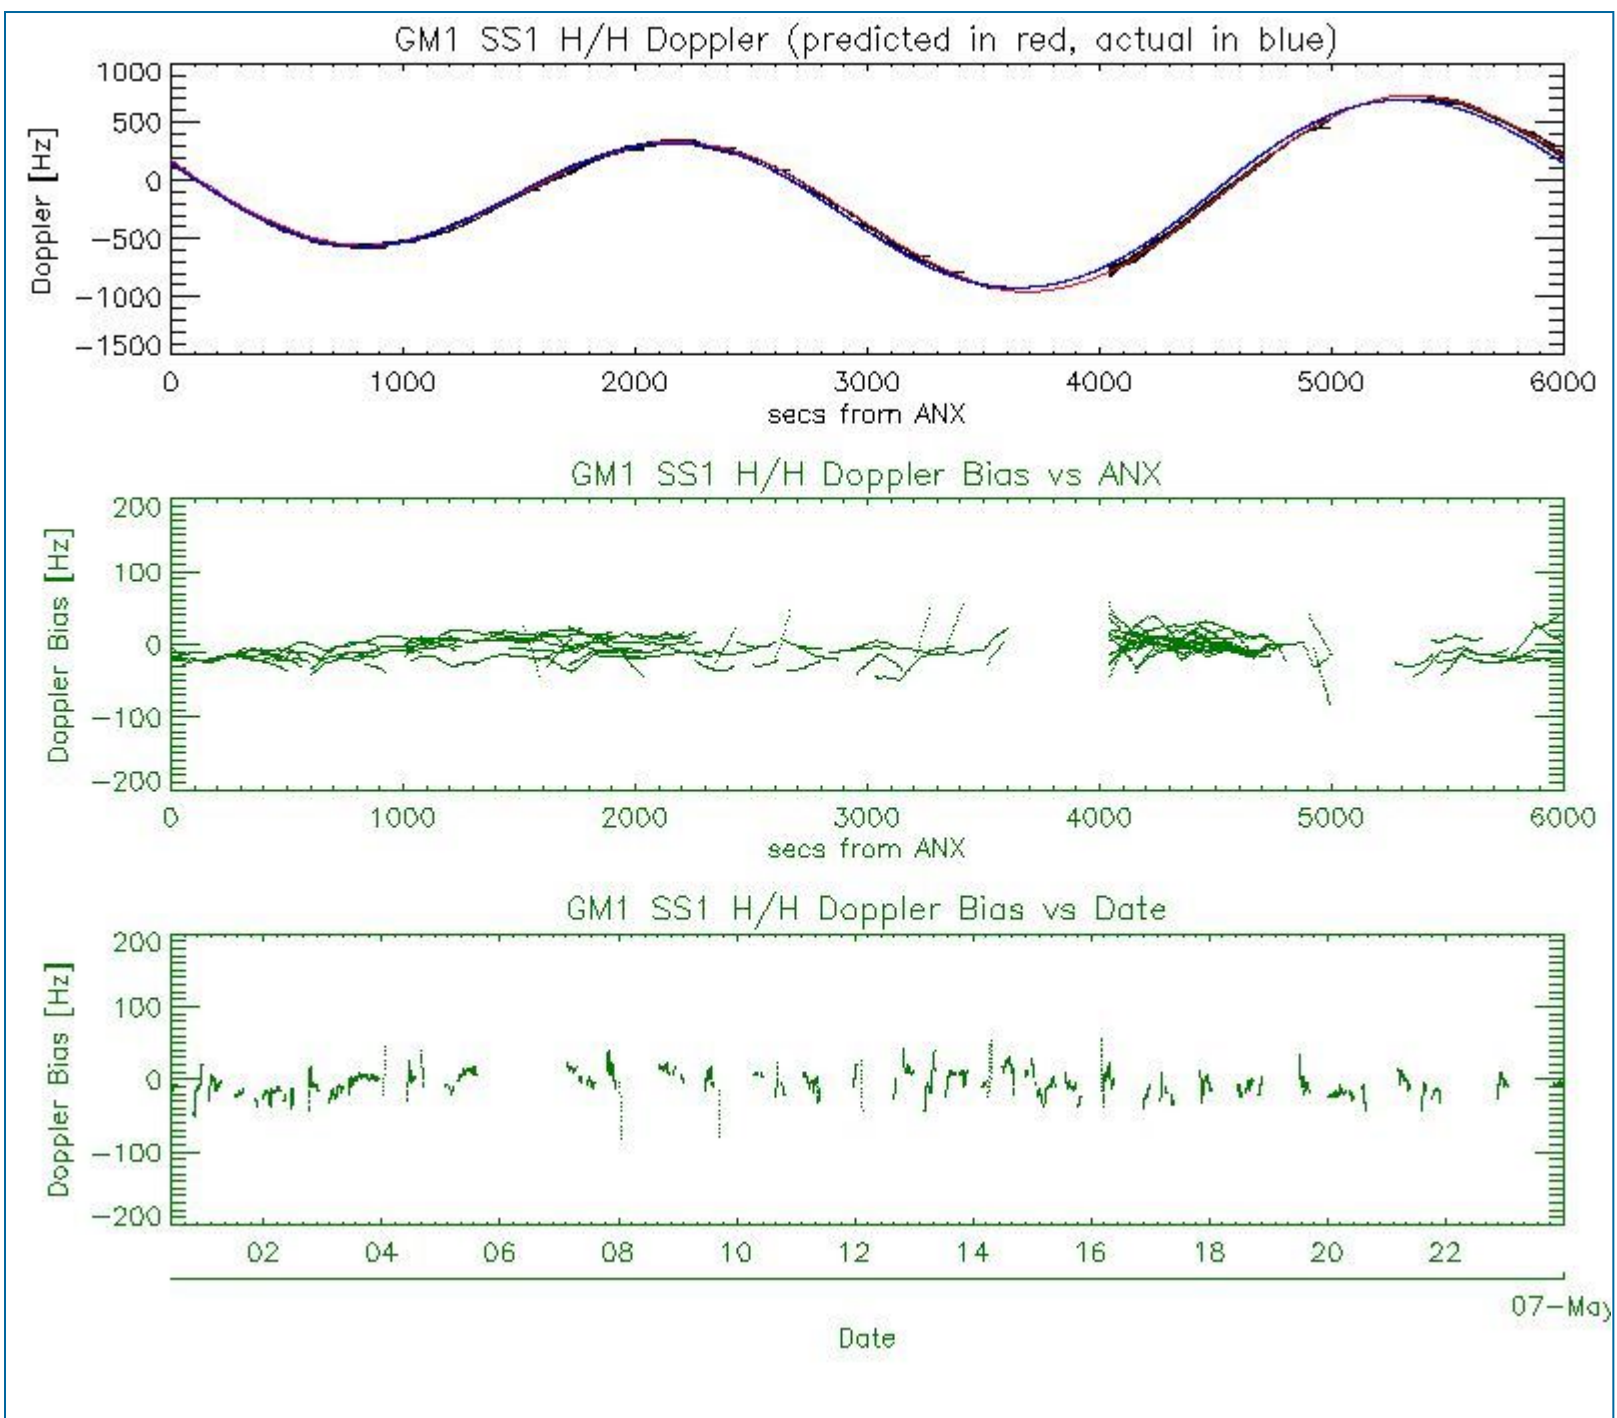 GM1 SS1 H/H Doppler (predicted in red, actual in blue)
Doppler [Hz]
1000
500
0
−500
−1000
−1500
0 1000 2000 3000 4000 5000 6000
secs from ANX
GM1 SS1 H/H Doppler Bias vs ANX
Doppler Bias [Hz]
200
100
0
−100
−200
0 1000 2000 3000 4000 5000 6000
secs from ANX
GM1 SS1 H/H Doppler Bias vs Date
Doppler Bias [Hz]
200
100
0
−100
−200
02 04 06 08 10 12 14 16 18 20 22
07−May
Date